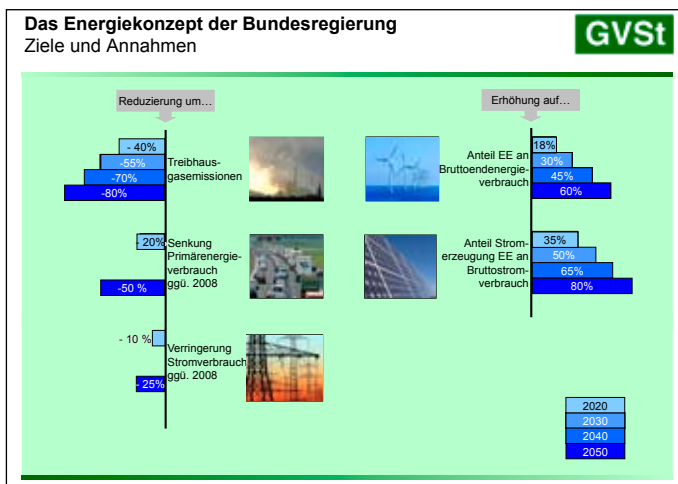 Das Energiekonzept der Bundesregierung
Ziele und Annahmen
GVSt
Reduzierung um…
- 40%
-55%
-70%
-80%
Treibhaus-
gasemissionen
- 20%
-50 %
Senkung
Primärenergie-
verbrauch
ggü. 2008
- 10 %
- 25%
Verringerung
Stromverbrauch
ggü. 2008
Erhöhung auf…
Anteil EE an
Bruttoendenergie-
verbrauch
18%
30%
45%
60%
Anteil Strom-
erzeugung EE an
Bruttostrom-
verbrauch
35%
50%
65%
80%
2020
2030
2040
2050